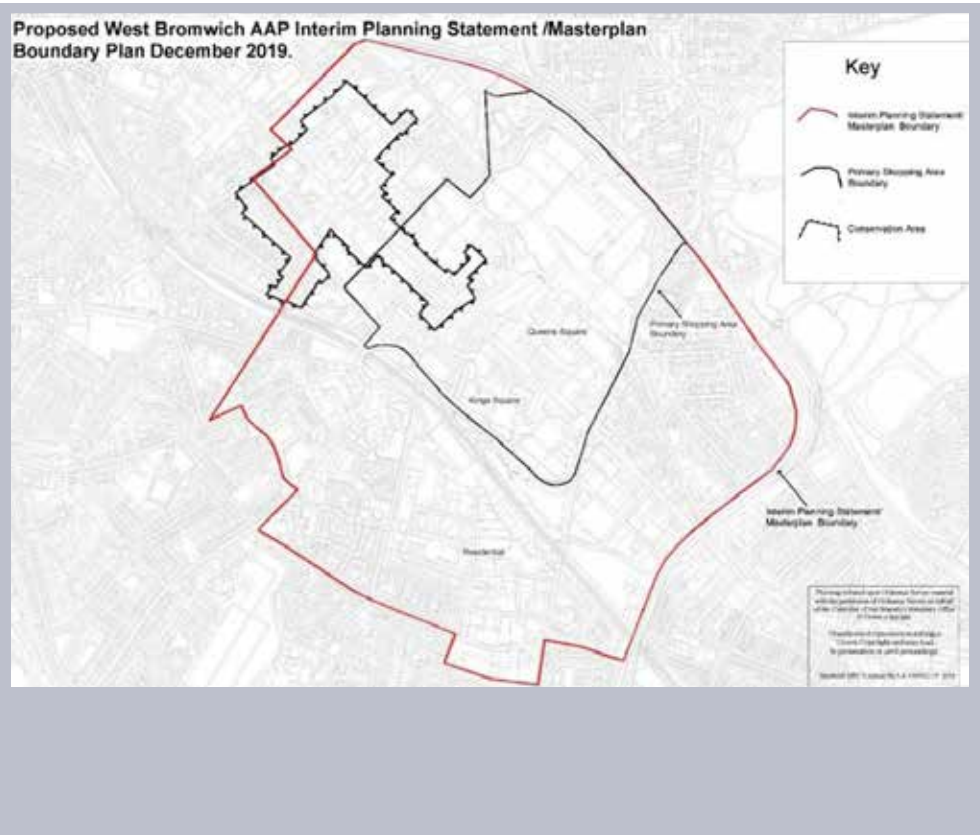 Proposed West Bromwich AAP Interim Planning Statement /Masterplan
Boundary Plan December 2019.
Key
Interim Planning Statement/
Masterplan Boundary
Primary Shopping Area
Boundary
Conservation Area
Queens Square
Primary Shopping Area
Boundary
Kings Square
Interim Planning Statement/
Masterplan Boundary
Residential